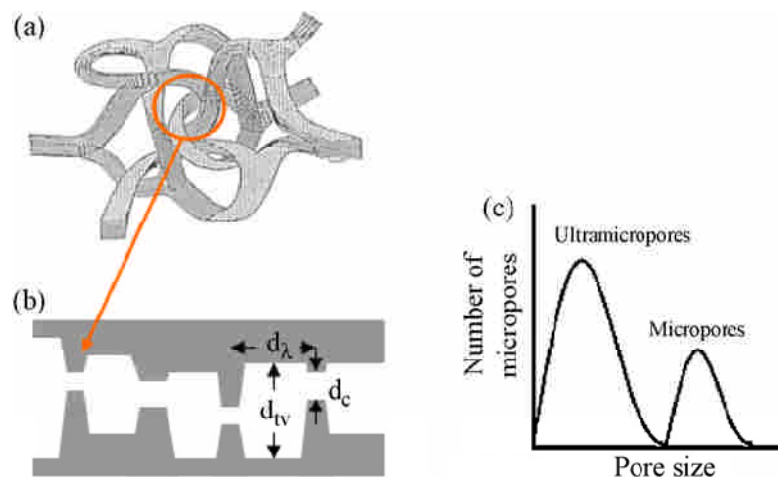 (a)
(b)
dλ
dtv
dc
(c)
Ultramicropores
Micropores
Number of
micropores
Pore size